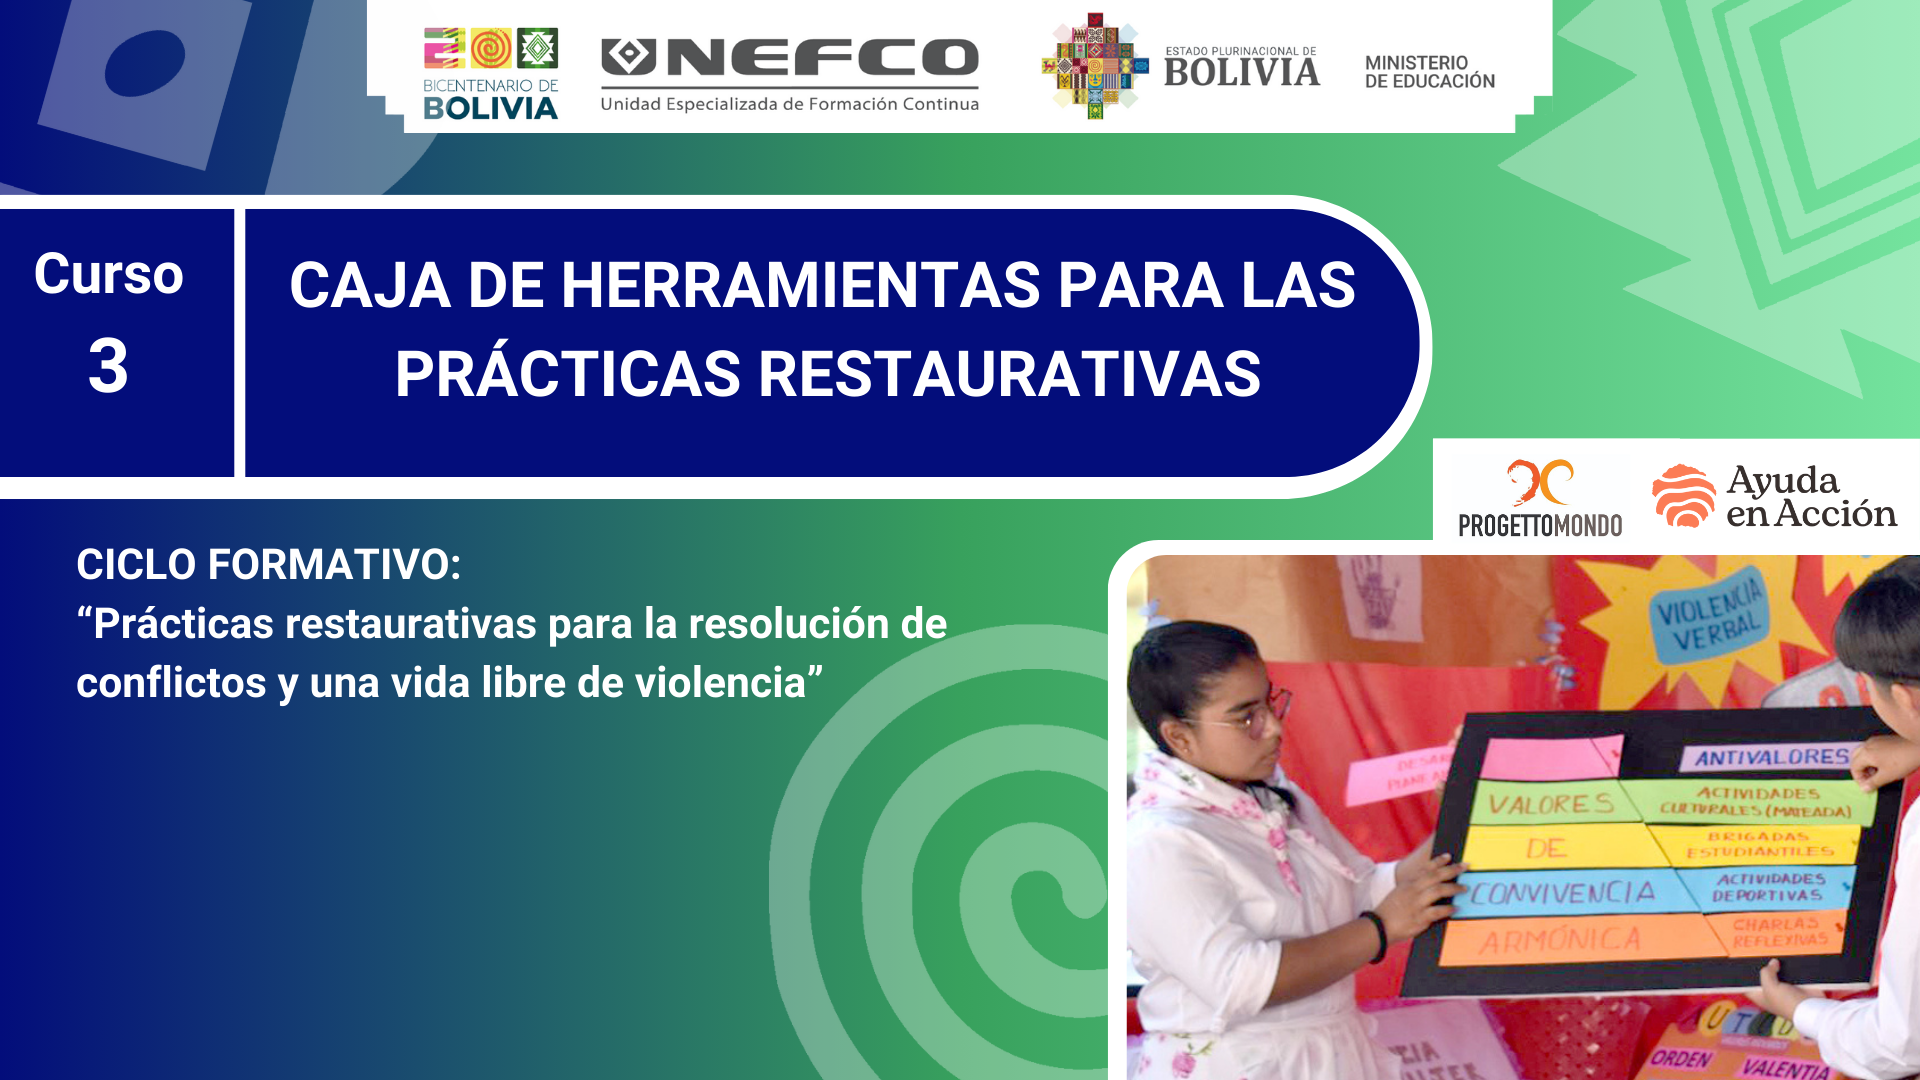 BICENTENARIO DE
BOLIVIA
UNEFCO
Unidad Especializada de Formación Continua
ESTADO PLURINACIONAL DE
BOLIVIA
MINISTERIO
DE EDUCACIÓN
Curso
3
CAJA DE HERRAMIENTAS PARA LAS
PRÁCTICAS RESTAURATIVAS
PROGETTOMONDO
Ayuda
en Acción
CICLO FORMATIVO:
“Prácticas restaurativas para la resolución de
conflictos y una vida libre de violencia”
VIOLENCIA
VERBAL
ANTIVALORES
VALORES
ACTIVIDADES
CULTURALES (MATEADA)
DE
BRIGADAS
ESTUDIANTILES
CONVIVENCIA
ACTIVIDADES
DEPORTIVAS
ARMÓNICA
CHARLAS
REFLEXIVAS
ORDEN
VALENTIA